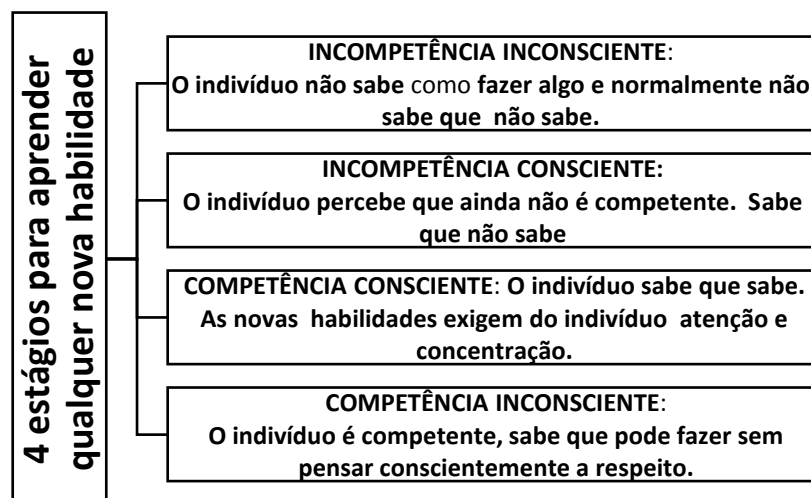 4 estágios para aprender
qualquer nova habilidade
INCOMPETÊNCIA INCONSCIENTE:
O indivíduo não sabe como fazer algo e normalmente não
sabe que não sabe.
INCOMPETÊNCIA CONSCIENTE:
O indivíduo percebe que ainda não é competente. Sabe
que não sabe
COMPETÊNCIA CONSCIENTE: O indivíduo sabe que sabe.
As novas habilidades exigem do indivíduo atenção e
concentração.
COMPETÊNCIA INCONSCIENTE:
O indivíduo é competente, sabe que pode fazer sem
pensar conscientemente a respeito.